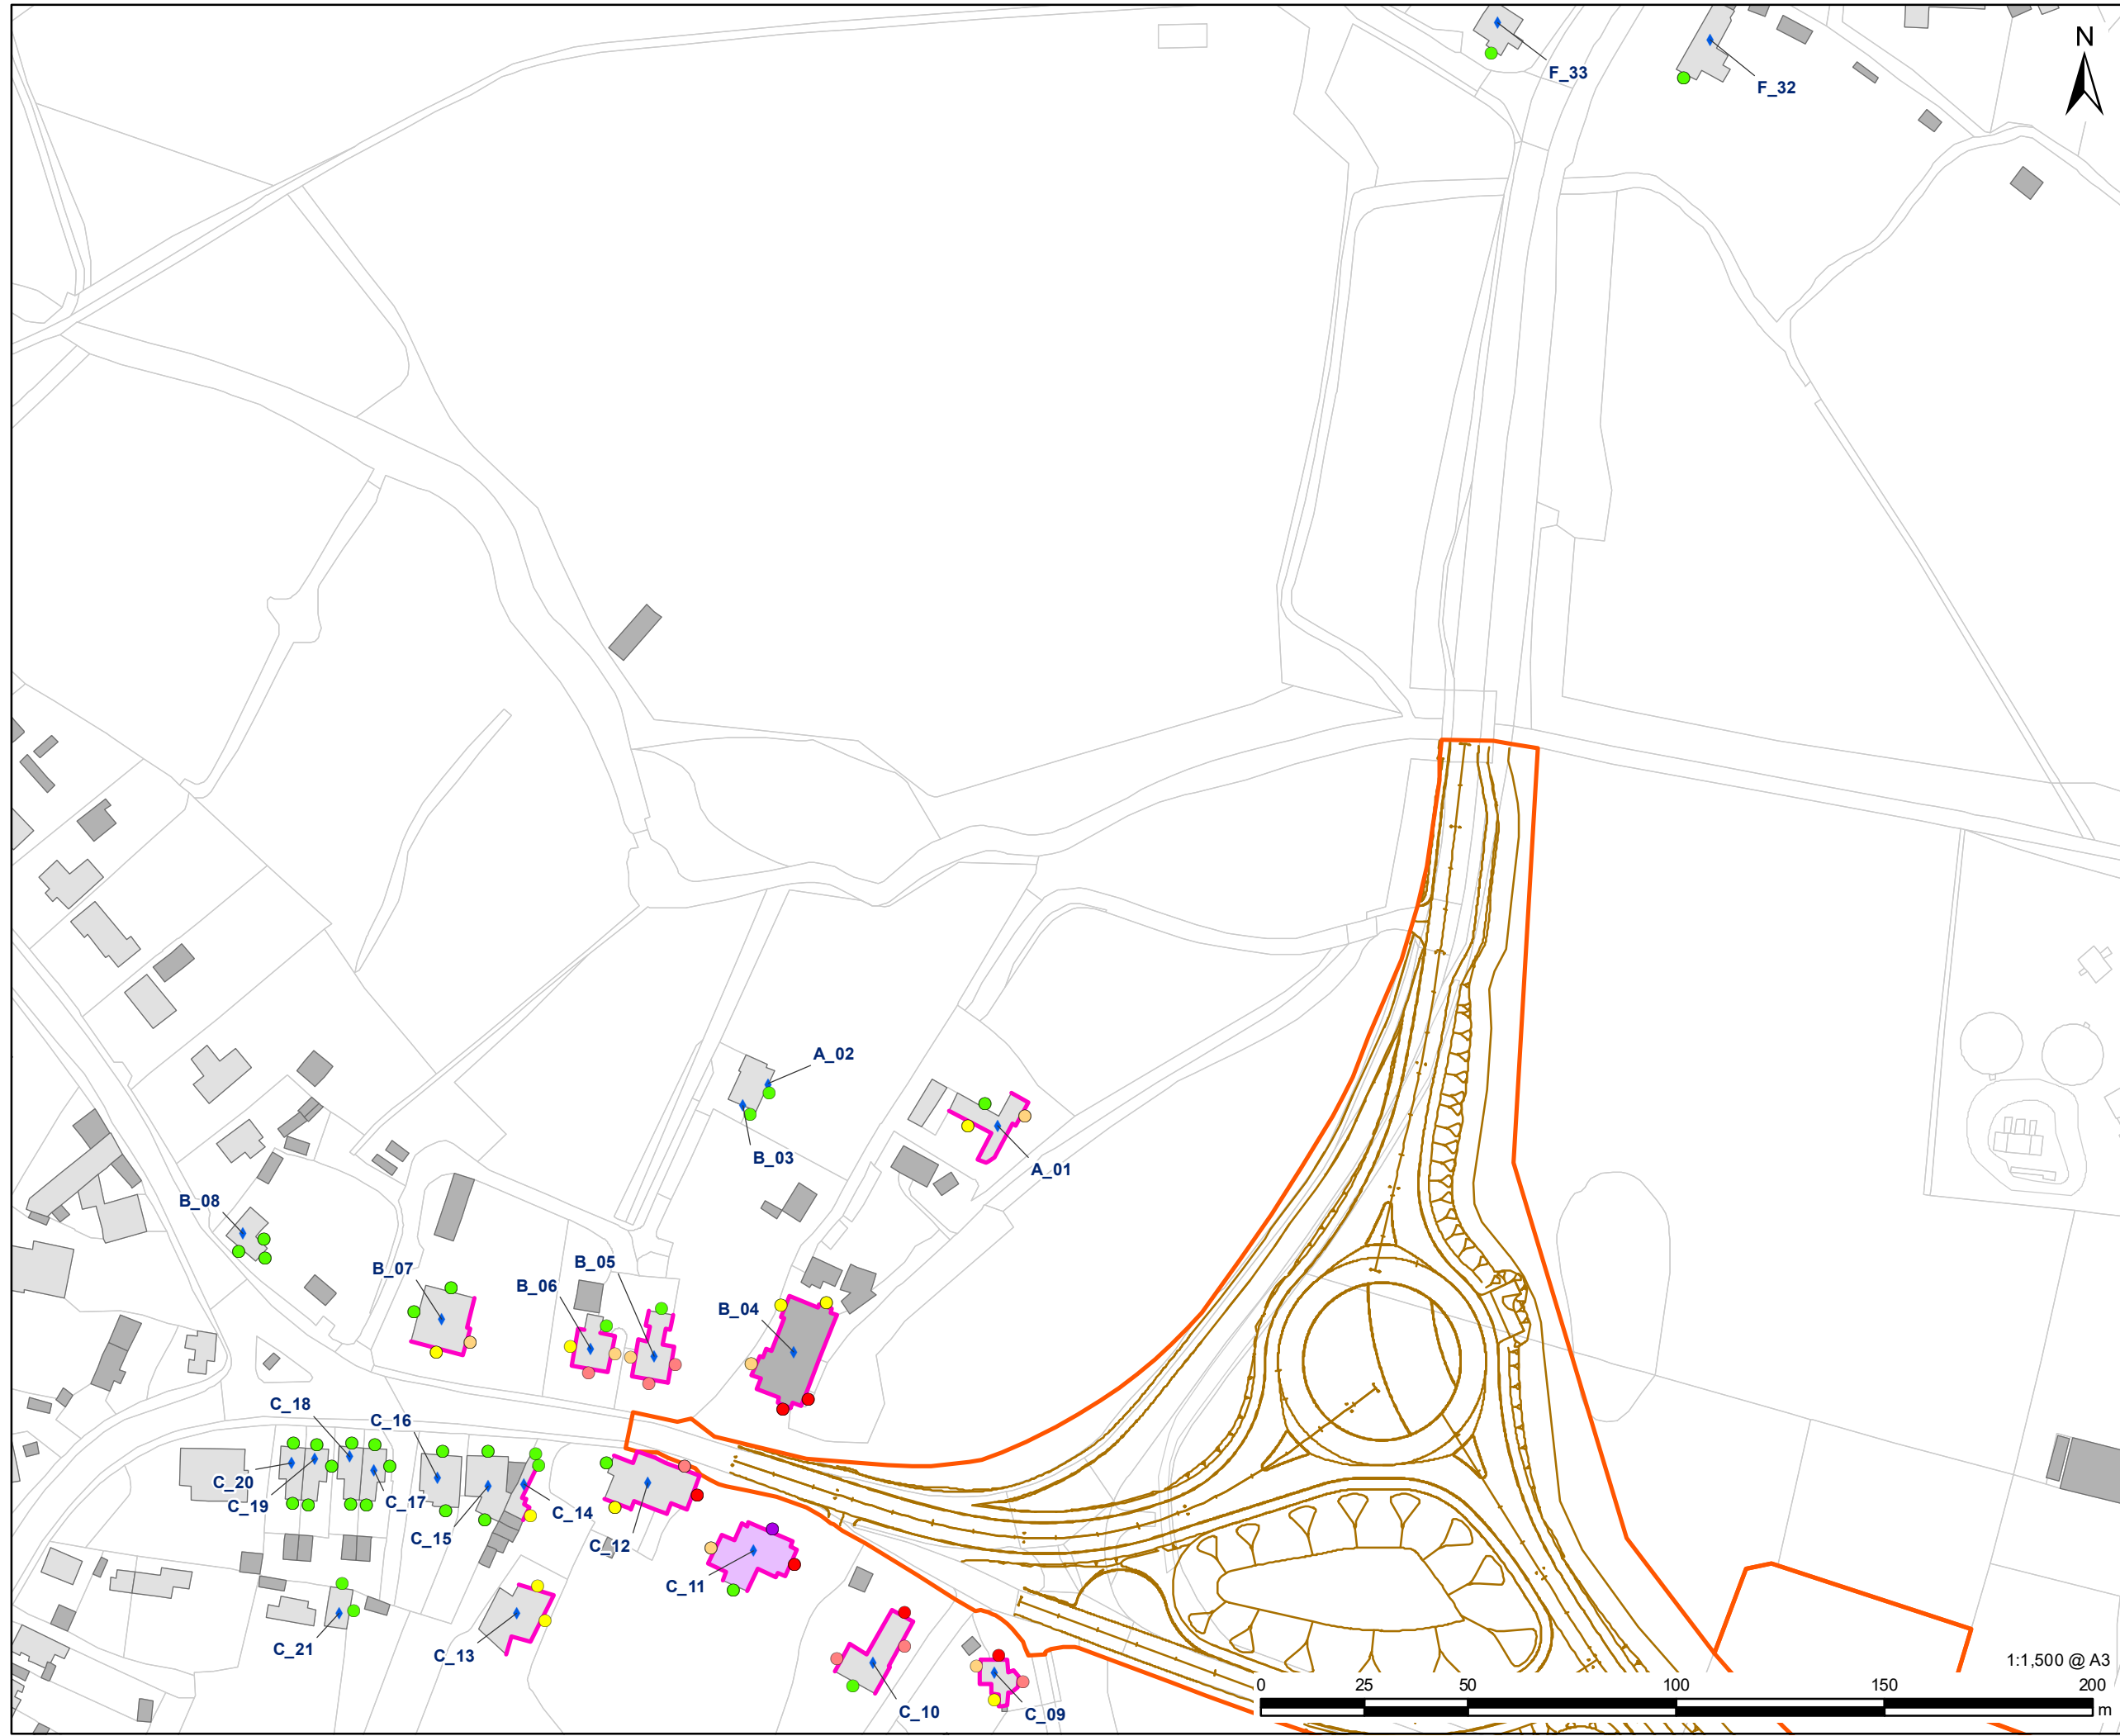 N
F_33
F_32
A_02
B_03
A_01
B_08
B_07
B_06
B_05
B_04
C_18
C_16
C_20
C_19
C_17
C_15
C_14
C_12
C_11
C_21
C_13
C_10
C_09
1:1,500 @ A3
0 25 50 100 150 200
m